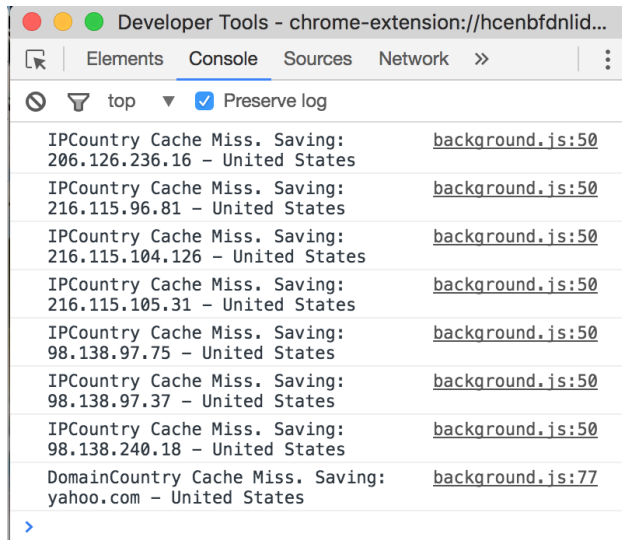 Developer Tools - chrome-extension://hcenbfdnlid...
Elements Console Sources Network »
top ▼ Preserve log
IPCountry Cache Miss. Saving: background.js:50
206.126.236.16 – United States
IPCountry Cache Miss. Saving: background.js:50
216.115.96.81 – United States
IPCountry Cache Miss. Saving: background.js:50
216.115.104.126 – United States
IPCountry Cache Miss. Saving: background.js:50
216.115.105.31 – United States
IPCountry Cache Miss. Saving: background.js:50
98.138.97.75 – United States
IPCountry Cache Miss. Saving: background.js:50
98.138.97.37 – United States
IPCountry Cache Miss. Saving: background.js:50
98.138.240.18 – United States
DomainCountry Cache Miss. Saving: background.js:77
yahoo.com – United States
>